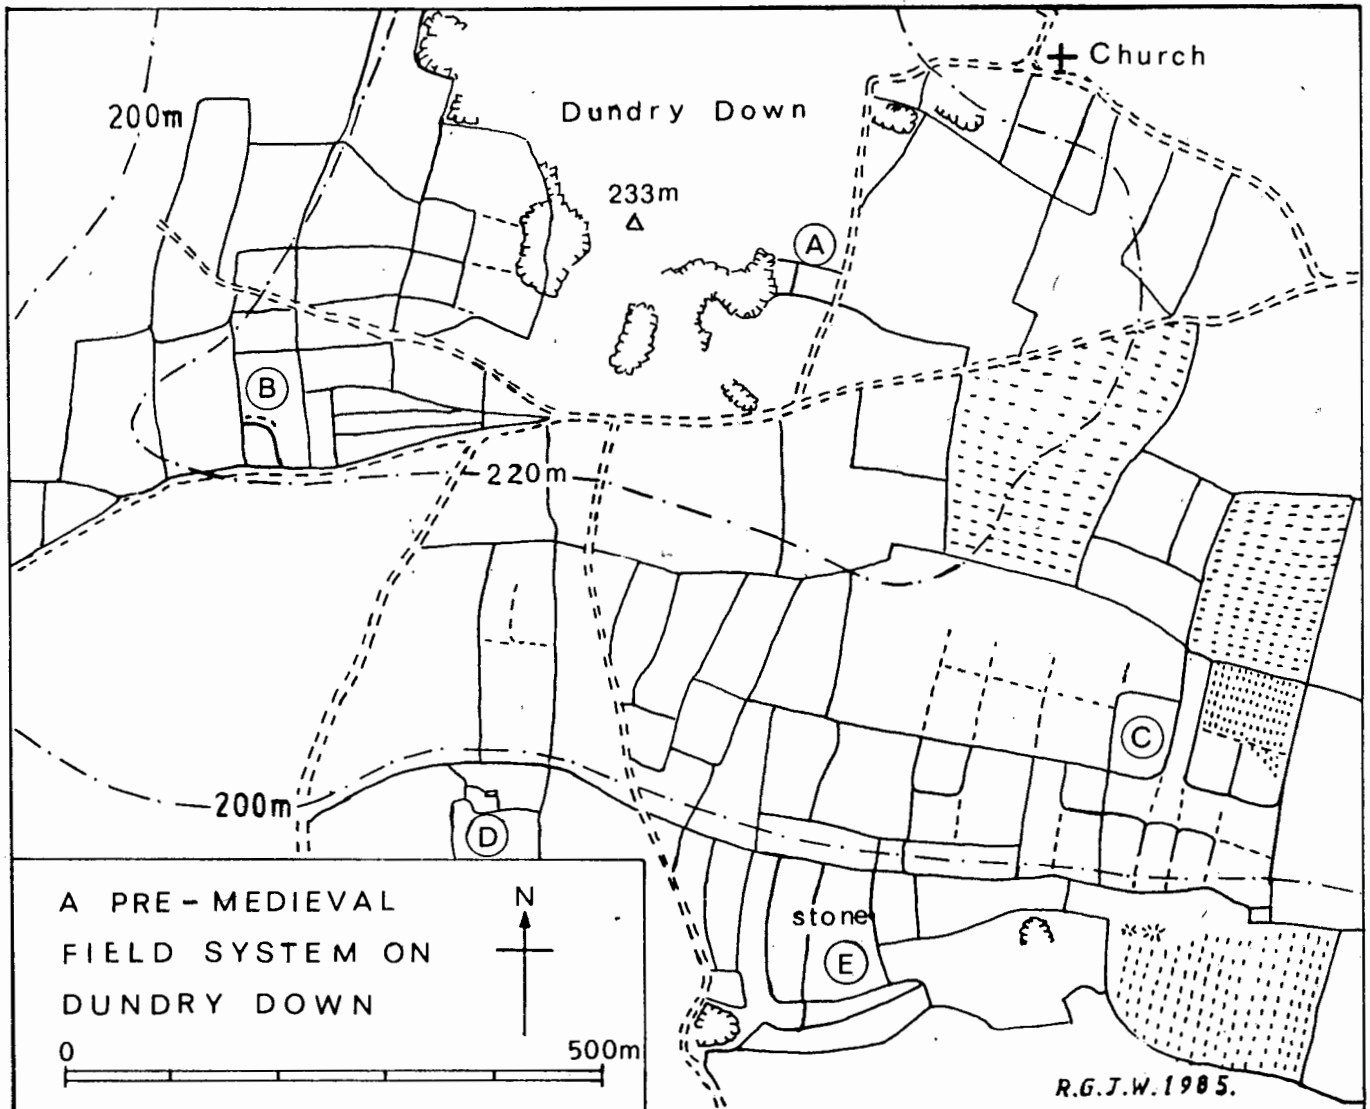 Church
Dundry Down
200m
233m
A
B
220m
C
200m
D
A PRE-MEDIEVAL
FIELD SYSTEM ON
DUNDRY DOWN
N
0 500m
stone
E
R.G.J.W. 1985.